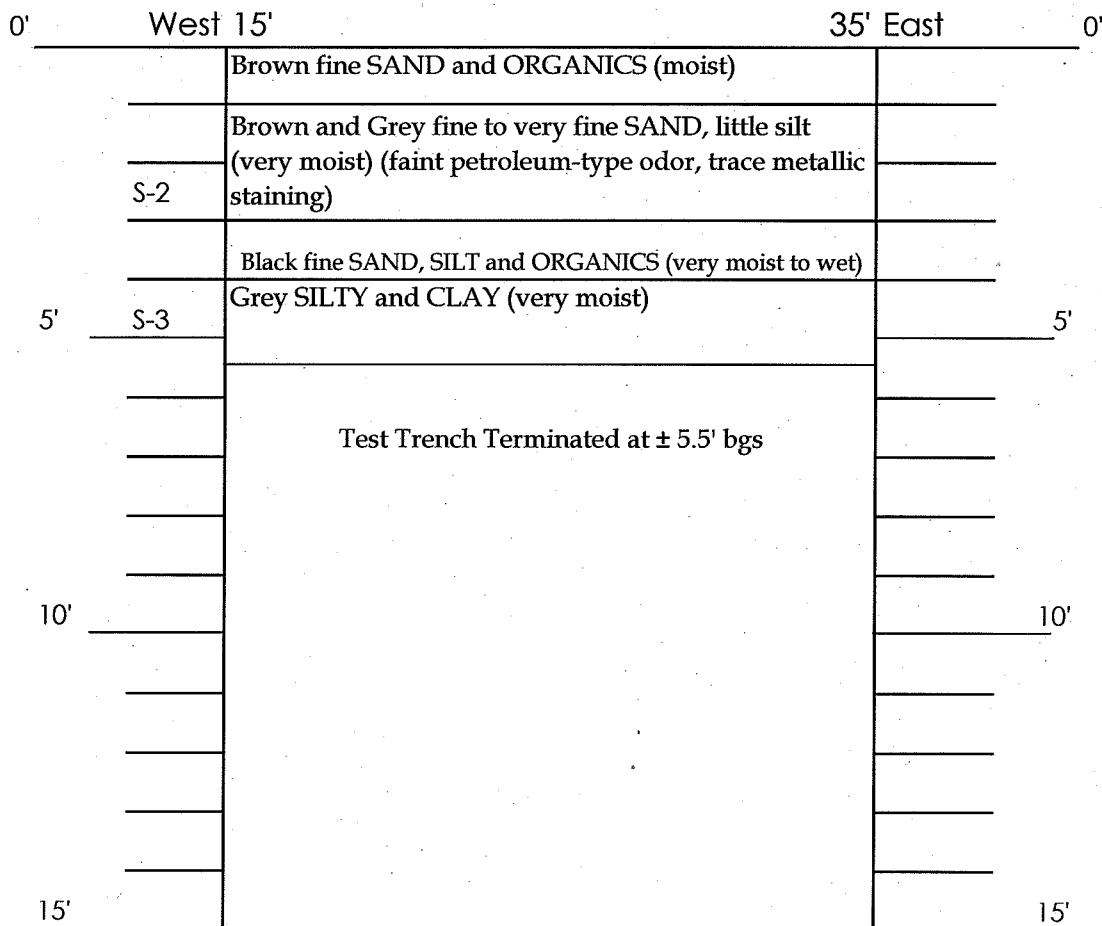 0' West 15' 35' East 0'
Brown fine SAND and ORGANICS (moist)
Brown and Grey fine to very fine SAND, little silt
(very moist) (faint petroleum-type odor, trace metallic
S-2 staining)
Black fine SAND, SILT and ORGANICS (very moist to wet)
Grey SILTY and CLAY (very moist)
5' S-3 5'
Test Trench Terminated at ± 5.5' bgs
10' 10'
15' 15'